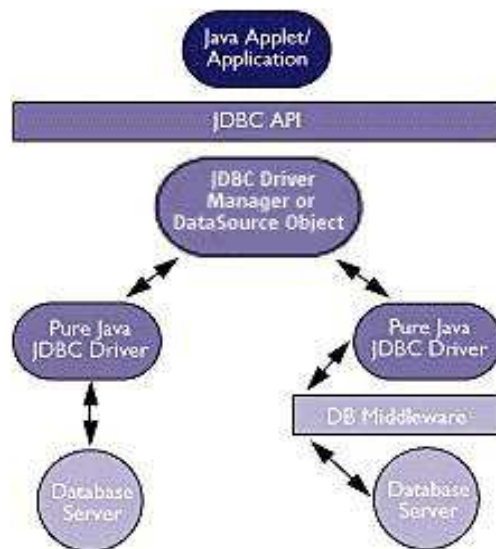 Java Applet/
Application
JDBC API
JDBC Driver
Manager or
DataSource Object
Pure Java
JDBC Driver
Pure Java
JDBC Driver
DB Middleware
Database
Server
Database
Server